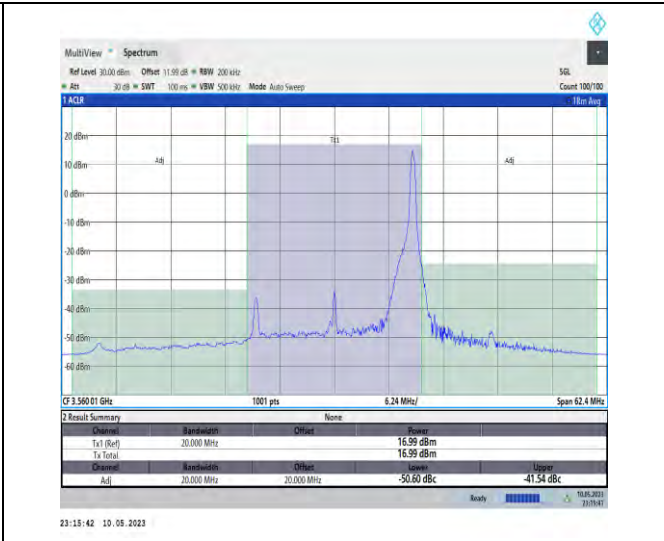 MultiView Spectrum
Ref Level 30.00 dBm Offset 11.99 dB RBW 200 kHz SGL
Att 30 dB SWT 100 ms VBW 500 kHz Mode Auto Sweep Count 100/100
1 ACLR 1Rm Avg
Tx1
20 dBm
Adj Adj
10 dBm
0 dBm
-10 dBm
-20 dBm
-30 dBm
-40 dBm
-50 dBm
-60 dBm
CF 3.56001 GHz 1001 pts 6.24 MHz/ Span 62.4 MHz
2 Result Summary None
Channel Bandwidth Offset Power
Tx1 (Ref) 20.000 MHz 16.99 dBm
Tx Total 16.99 dBm
Channel Bandwidth Offset Lower Upper
Adj 20.000 MHz 20.000 MHz -50.60 dBc -41.54 dBc
Ready 10.05.2023
23:15:41
23:15:42 10.05.2023